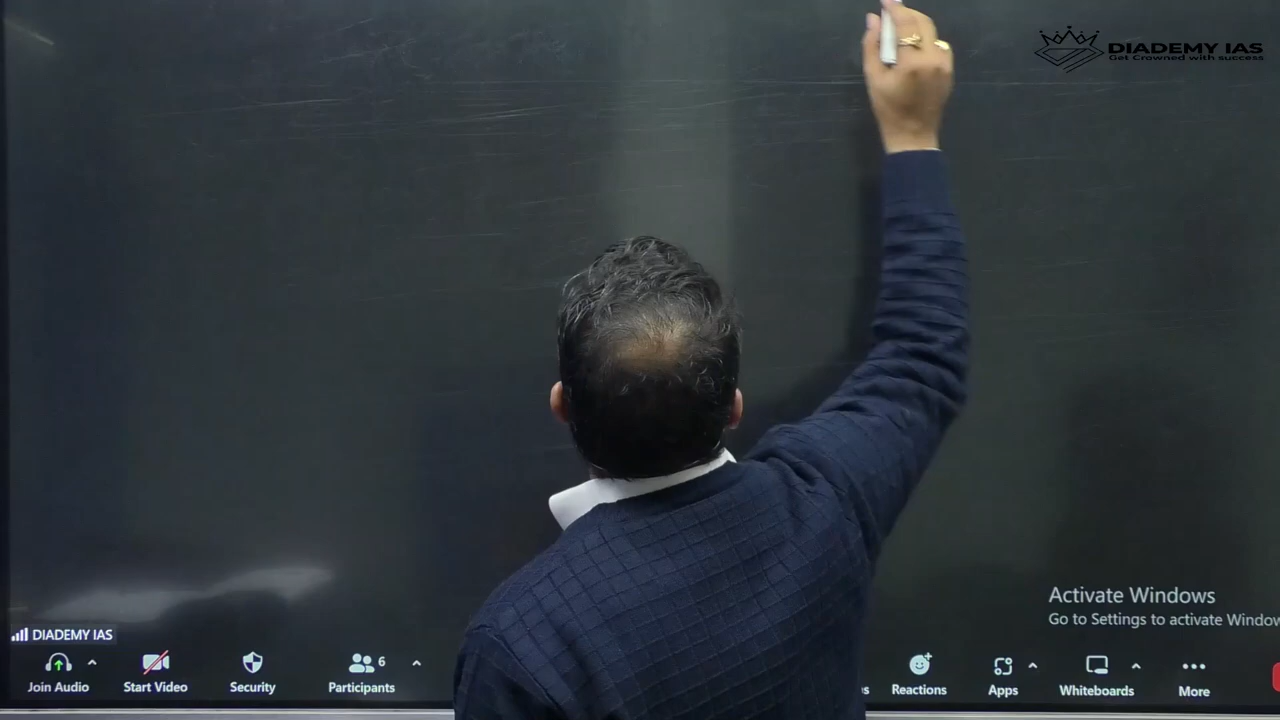 DIADEMY IAS
Get Crowned with success
Activate Windows
Go to Settings to activate Window
DIADEMY IAS
Join Audio
Start Video
Security
Participants
6
Reactions
Apps
Whiteboards
More